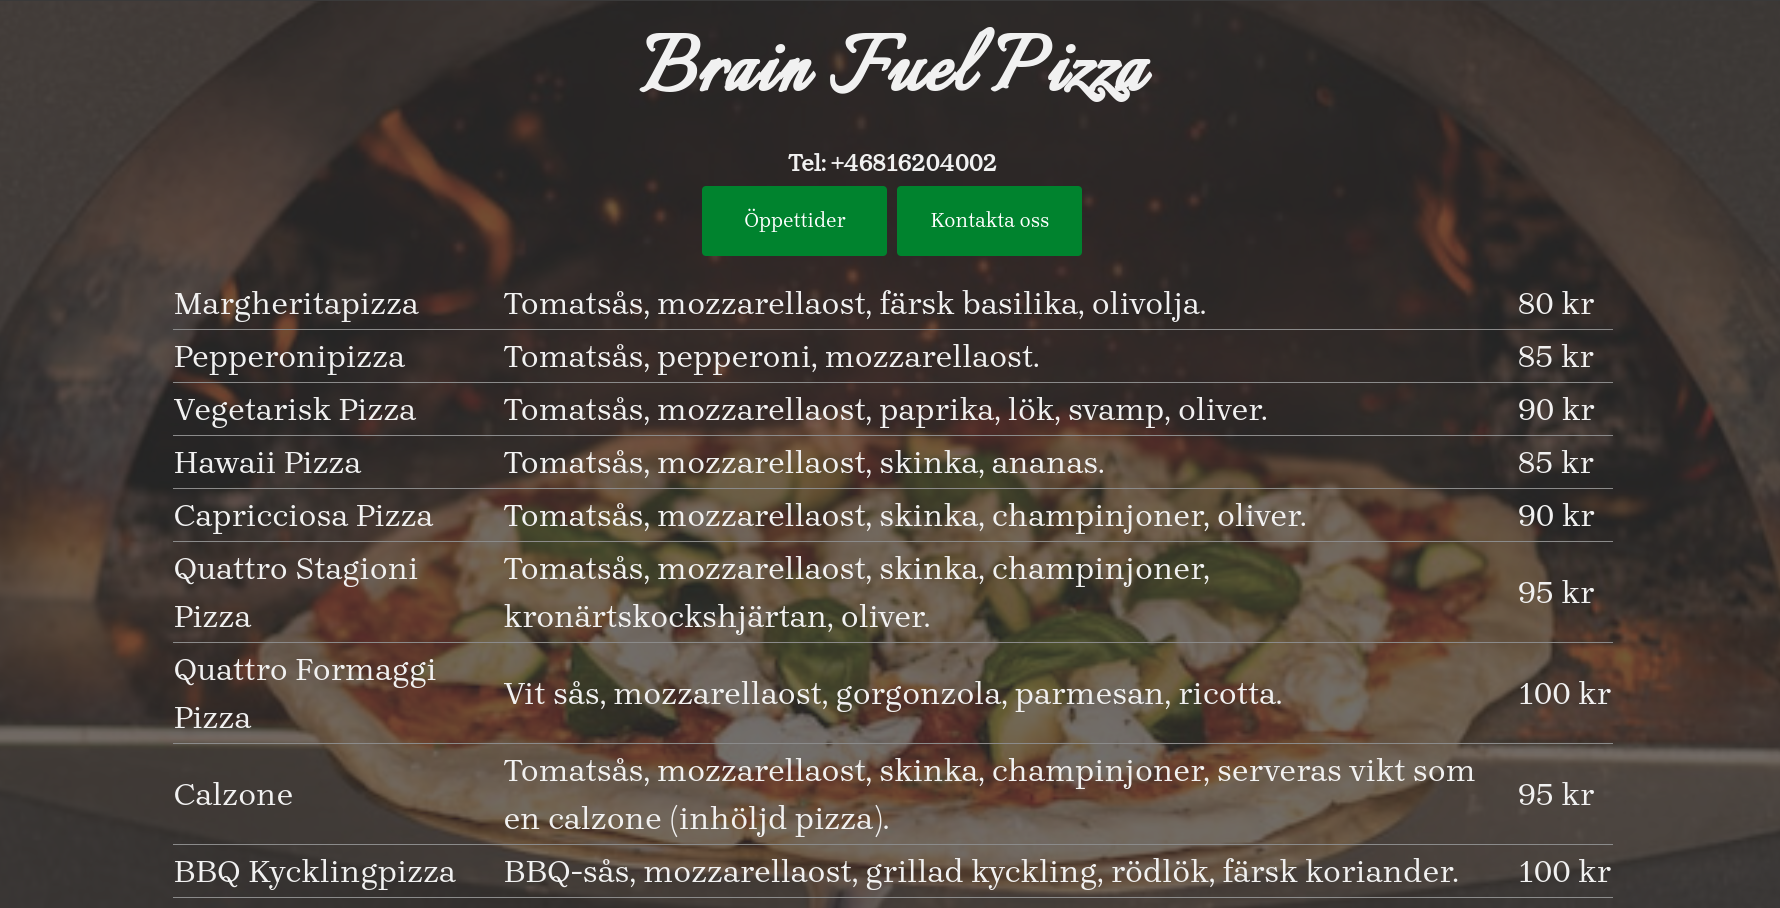 Brain Fuel Pizza
Tel: +46816204002
Öppettider Kontakta oss
Margheritapizza Tomatsås, mozzarellaost, färsk basilika, olivolja. 80 kr
Pepperonipizza Tomatsås, pepperoni, mozzarellaost. 85 kr
Vegetarisk Pizza Tomatsås, mozzarellaost, paprika, lök, svamp, oliver. 90 kr
Hawaii Pizza Tomatsås, mozzarellaost, skinka, ananas. 85 kr
Capricciosa Pizza Tomatsås, mozzarellaost, skinka, champinjoner, oliver. 90 kr
Quattro Stagioni Pizza Tomatsås, mozzarellaost, skinka, champinjoner,
kronärtskockshjärtan, oliver. 95 kr
Quattro Formaggi Pizza Vit sås, mozzarellaost, gorgonzola, parmesan, ricotta. 100 kr
Calzone Tomatsås, mozzarellaost, skinka, champinjoner, serveras vikt som
en calzone (inhöljd pizza). 95 kr
BBQ Kycklingpizza BBQ-sås, mozzarellaost, grillad kyckling, rödlök, färsk koriander. 100 kr